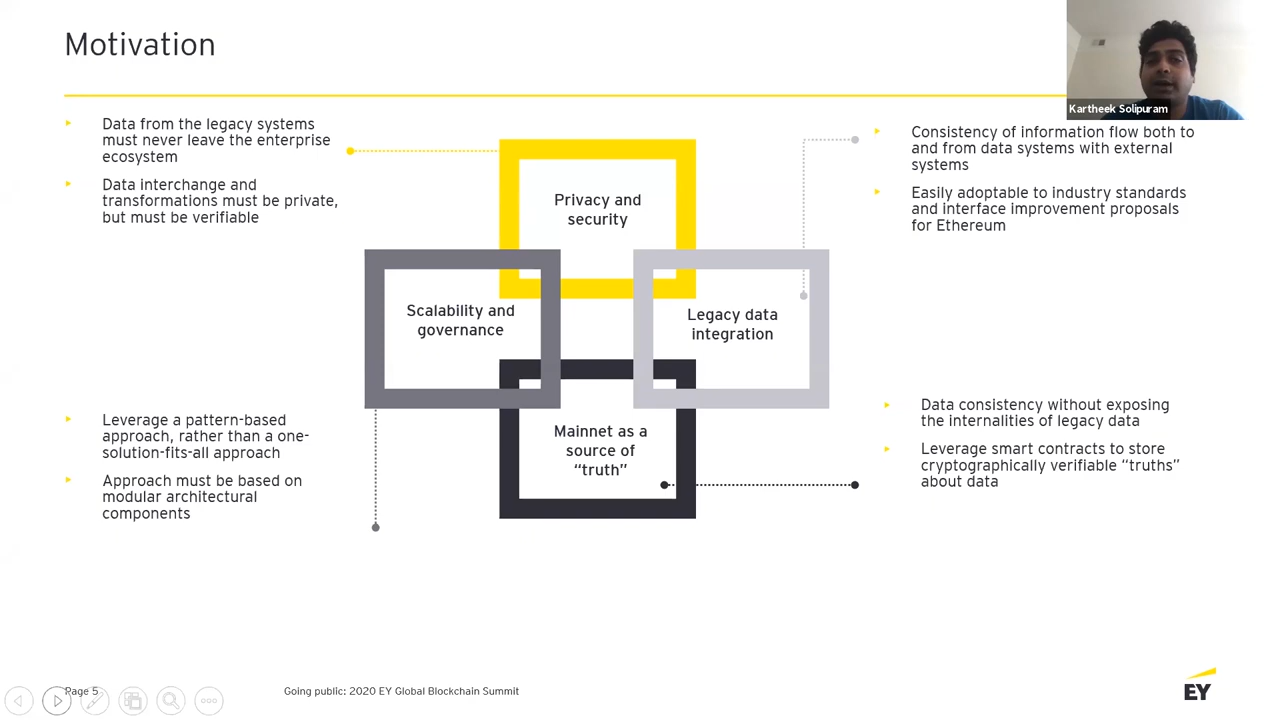 Motivation
Kartheek Solipuram
Data from the legacy systems
must never leave the enterprise
ecosystem
Data interchange and
transformations must be private,
but must be verifiable
Privacy and
security
Consistency of information flow both to
and from data systems with external
systems
Easily adoptable to industry standards
and interface improvement proposals
for Ethereum
Scalability and
governance
Legacy data
integration
Leverage a pattern-based
approach, rather than a one-
solution-fits-all approach
Approach must be based on
modular architectural
components
Mainnet as a
source of
“truth”
Data consistency without exposing
the internalities of legacy data
Leverage smart contracts to store
cryptographically verifiable “truths”
about data
Page 5
Going public: 2020 EY Global Blockchain Summit
EY